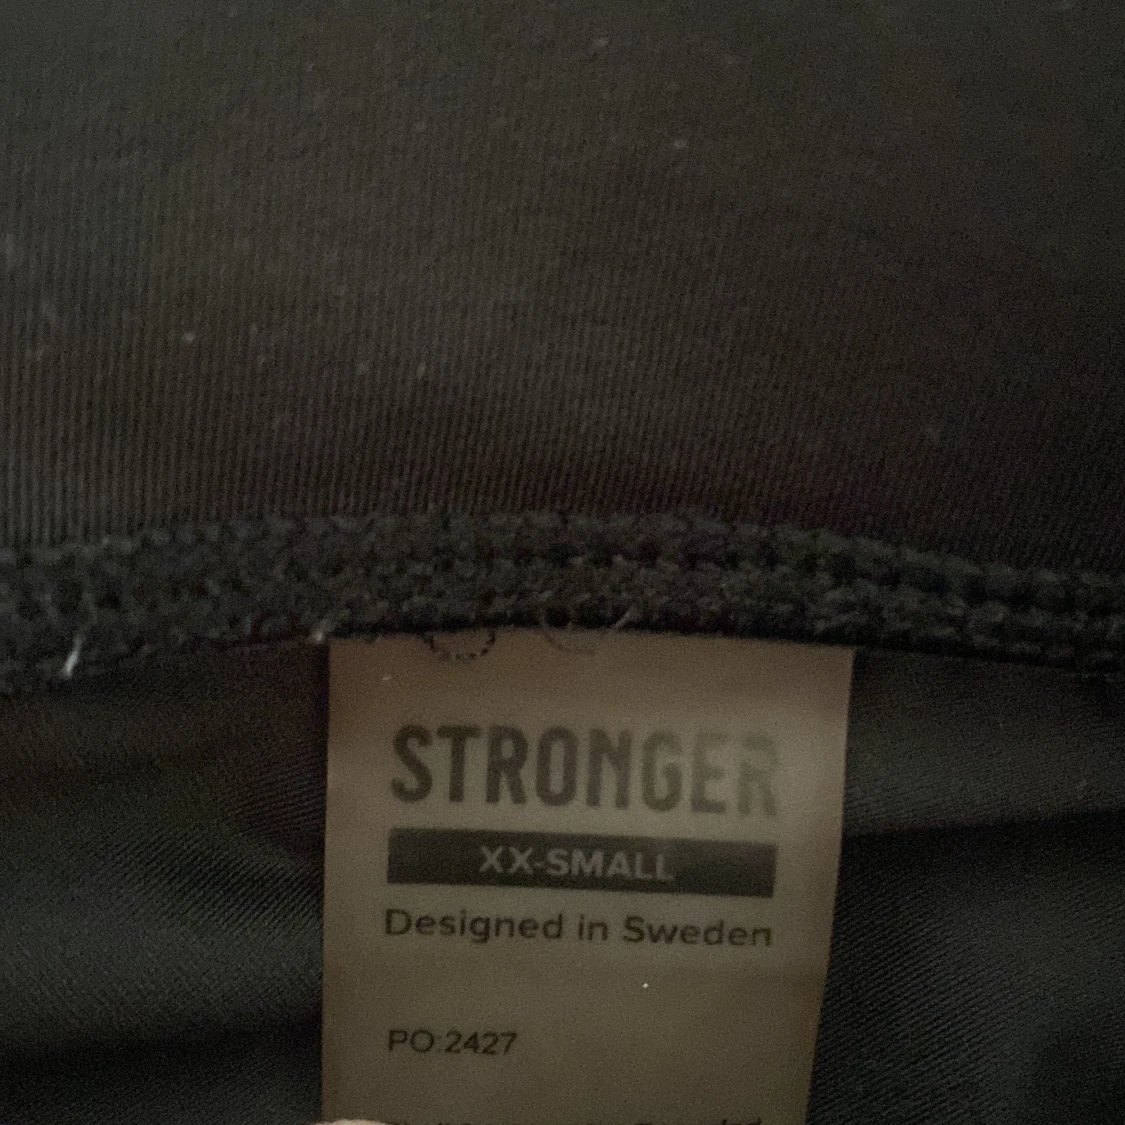 STRONGER
XX-SMALL
Designed in Sweden
PO:2427